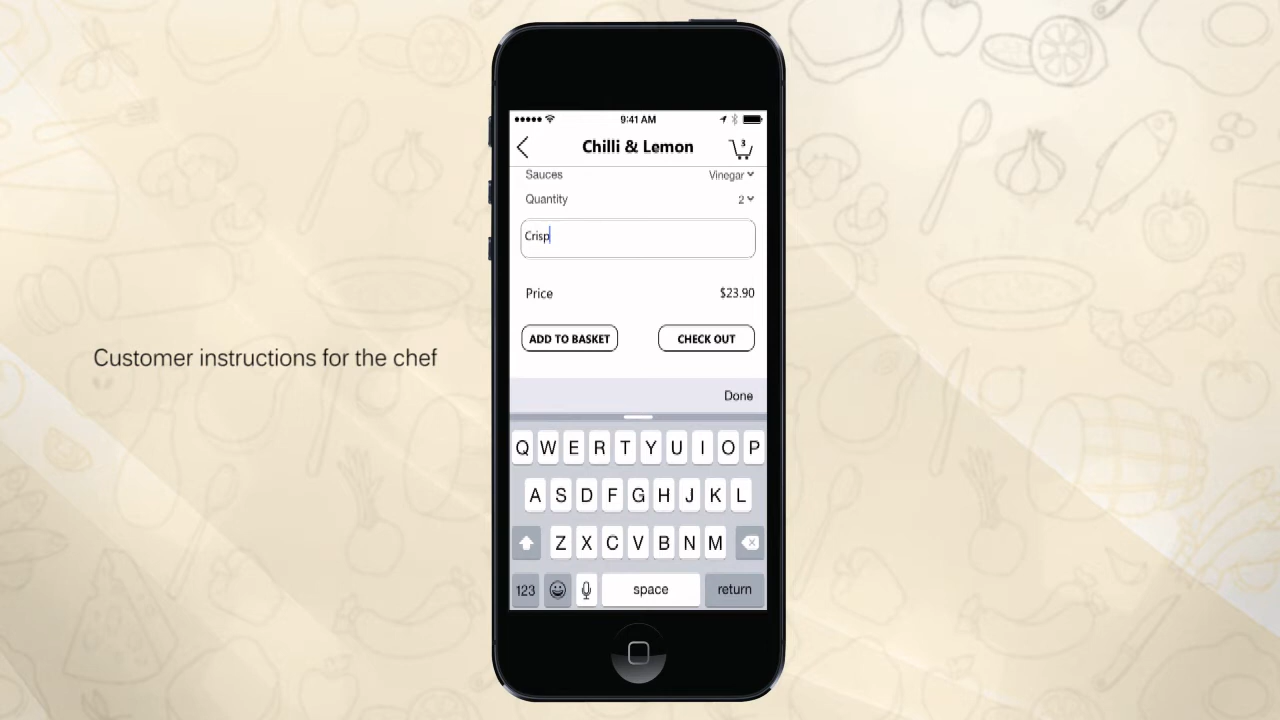 Customer instructions for the chef
9:41 AM
Chilli & Lemon
3
Sauces Vinegar
Quantity 2
Crisp
Price $23.90
ADD TO BASKET CHECK OUT
Done
Q W E R T Y U I O P
A S D F G H J K L
Z X C V B N M
123 space return